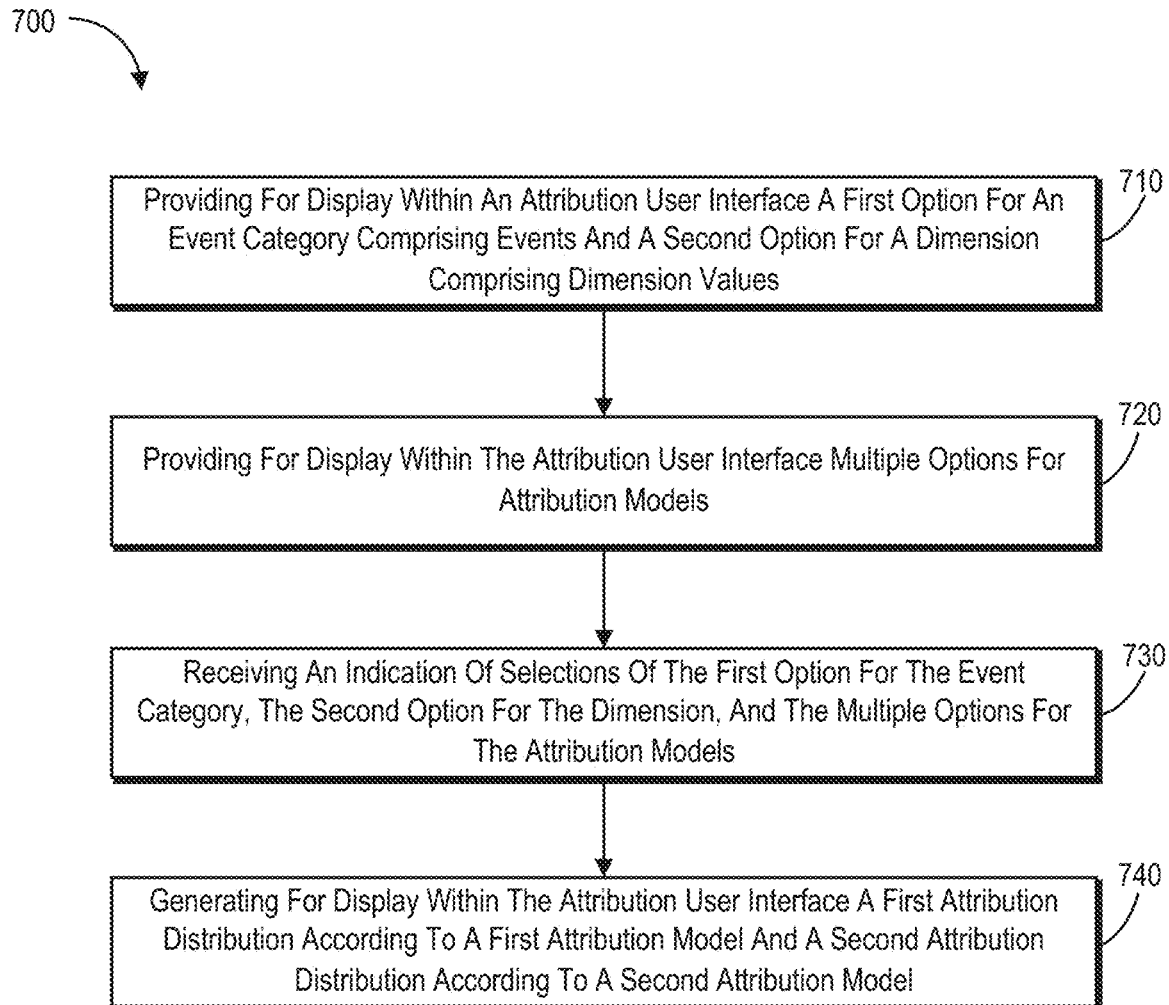 700
Providing For Display Within An Attribution User Interface A First Option For An
Event Category Comprising Events And A Second Option For A Dimension
Comprising Dimension Values
710
Providing For Display Within The Attribution User Interface Multiple Options For
Attribution Models
720
Receiving An Indication Of Selections Of The First Option For The Event
Category, The Second Option For The Dimension, And The Multiple Options For
The Attribution Models
730
Generating For Display Within The Attribution User Interface A First Attribution
Distribution According To A First Attribution Model And A Second Attribution
Distribution According To A Second Attribution Model
740